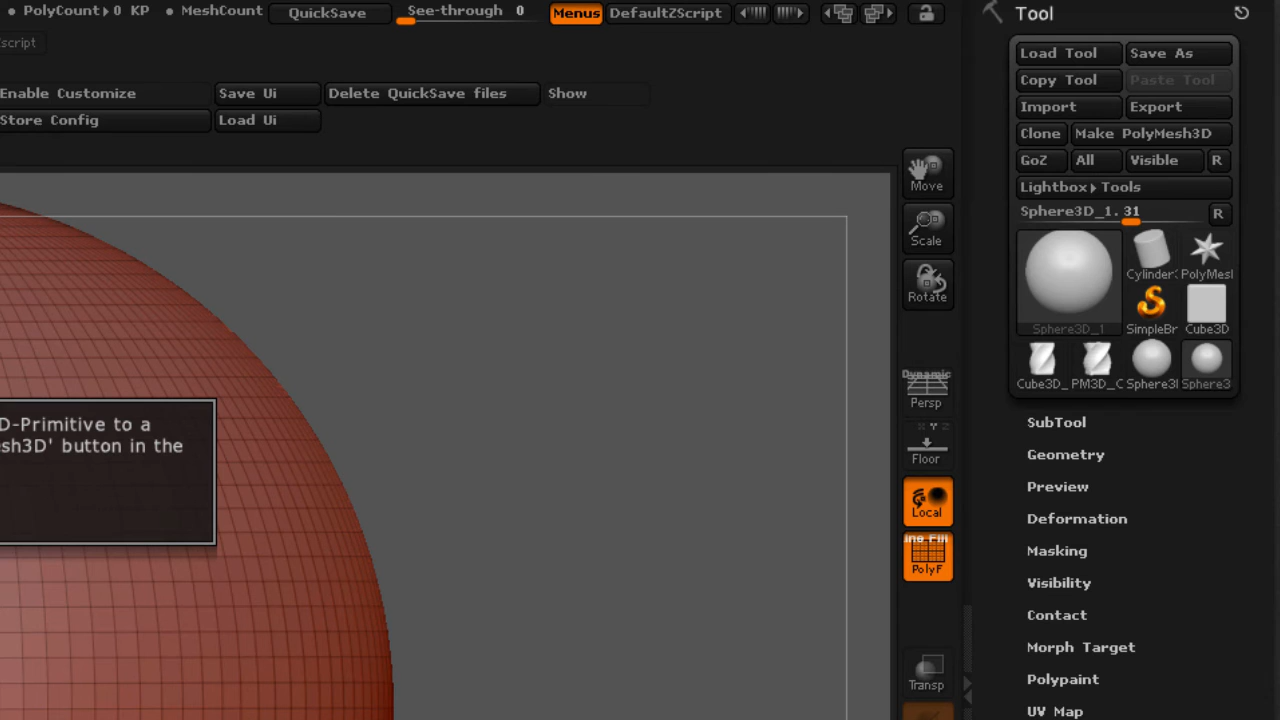 PolyCount 0 KP MeshCount QuickSave See-through 0 Menus DefaultZScript
script
Enable Customize Save Ui Delete QuickSave files Show
Store Config Load Ui
D-Primitive to a
esh3D' button in the
Move
Scale
Rotate
Dynamic
Persp
Floor
Local
Line Fill
PolyF
Transp
Tool
Load Tool Save As
Copy Tool Paste Tool
Import Export
Clone Make PolyMesh3D
GoZ All Visible R
Lightbox Tools
Sphere3D_1. 31 R
Cylinder PolyMesh
Sphere3D_1 SimpleBr Cube3D
Cube3D_ PM3D_C Sphere3 Sphere3
SubTool
Geometry
Preview
Deformation
Masking
Visibility
Contact
Morph Target
Polypaint
UV Map